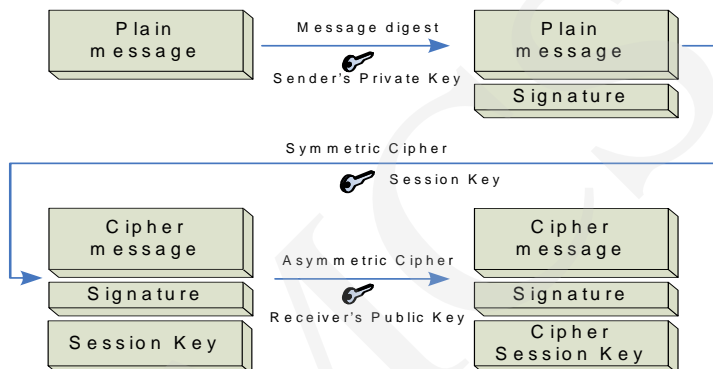 Plain
message
Message digest
Sender's Private Key
Plain
message
Signature
Symmetric Cipher
Session Key
Cipher
message
Signature
Session Key
Asymmetric Cipher
Receiver's Public Key
Cipher
message
Signature
Cipher
Session Key